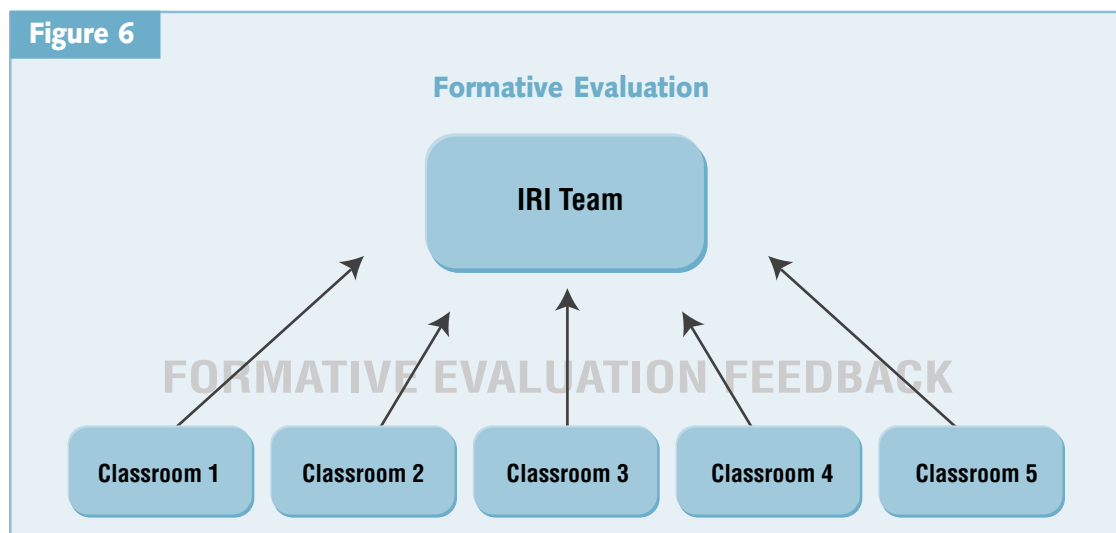 Figure 6
Formative Evaluation
IRI Team
FORMATIVE EVALUATION FEEDBACK
Classroom 1
Classroom 2
Classroom 3
Classroom 4
Classroom 5